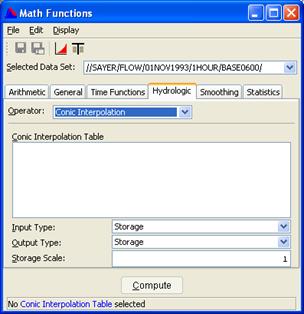 Math Functions
File Edit Display
Selected Data Set: //SAYER/FLOW/01NOV1993/1HOUR/BASE0600/
Arithmetic General Time Functions Hydrologic Smoothing Statistics
Operator: Conic Interpolation
Conic Interpolation Table
Input Type: Storage
Output Type: Storage
Storage Scale: 1
Compute
No Conic Interpolation Table selected